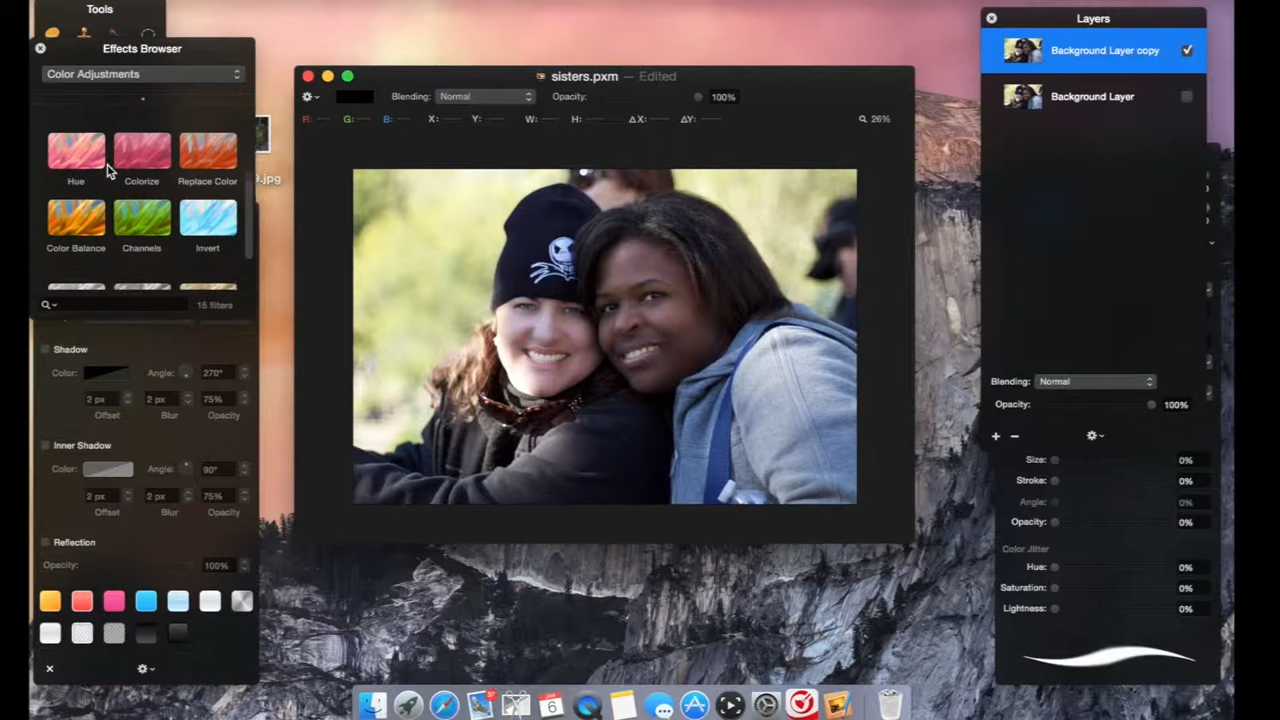 Tools
Effects Browser
Color Adjustments
Hue
Colorize
Replace Color
Color Balance
Channels
Invert
15 filters
9.jpg
Shadow
Color:
Angle:
270°
2 px
2 px
75%
Offset
Blur
Opacity
Inner Shadow
Color:
Angle:
90°
2 px
2 px
75%
Offset
Blur
Opacity
Reflection
Opacity:
100%
sisters.pxm — Edited
Blending:
Normal
Opacity:
100%
R:
G:
B:
X:
Y:
W:
H:
ΔX:
ΔY:
26%
Layers
Background Layer copy
Background Layer
Blending:
Normal
Opacity:
100%
Size:
0%
Stroke:
0%
Angle:
0%
Opacity:
0%
Color Jitter
Hue:
0%
Saturation:
0%
Lightness:
0%
6